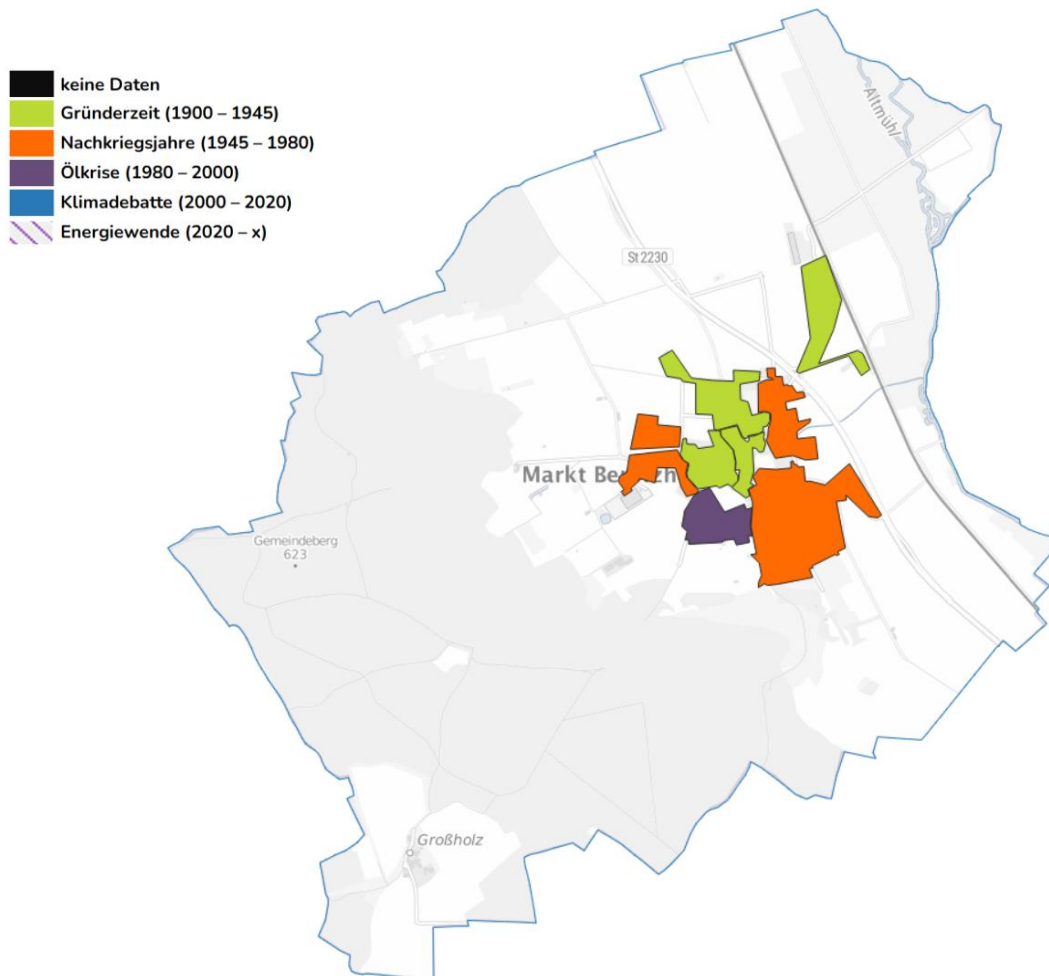 keine Daten
Gründerzeit (1900 – 1945)
Nachkriegsjahre (1945 – 1980)
Ölkrise (1980 – 2000)
Klimadebatte (2000 – 2020)
Energiewende (2020 – x)
Altmühl
St 2230
Markt
Gemeindeberg
623
Großholz